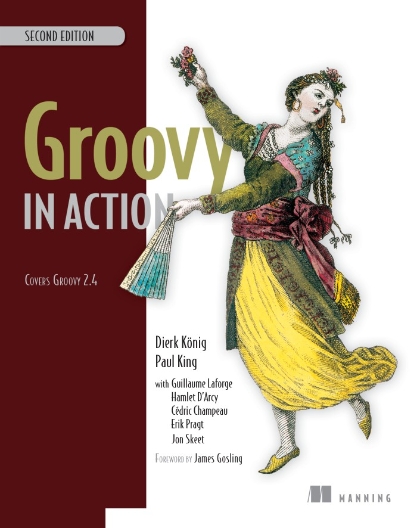 SECOND EDITION
Groovy
IN ACTION
COVERS GROOVY 2.4
Dierk König
Paul King
with Guillaume Laforge
Hamlet D'Arcy
Cédric Champeau
Erik Pragt
Jon Skeet
FOREWORD BY James Gosling
MANNING